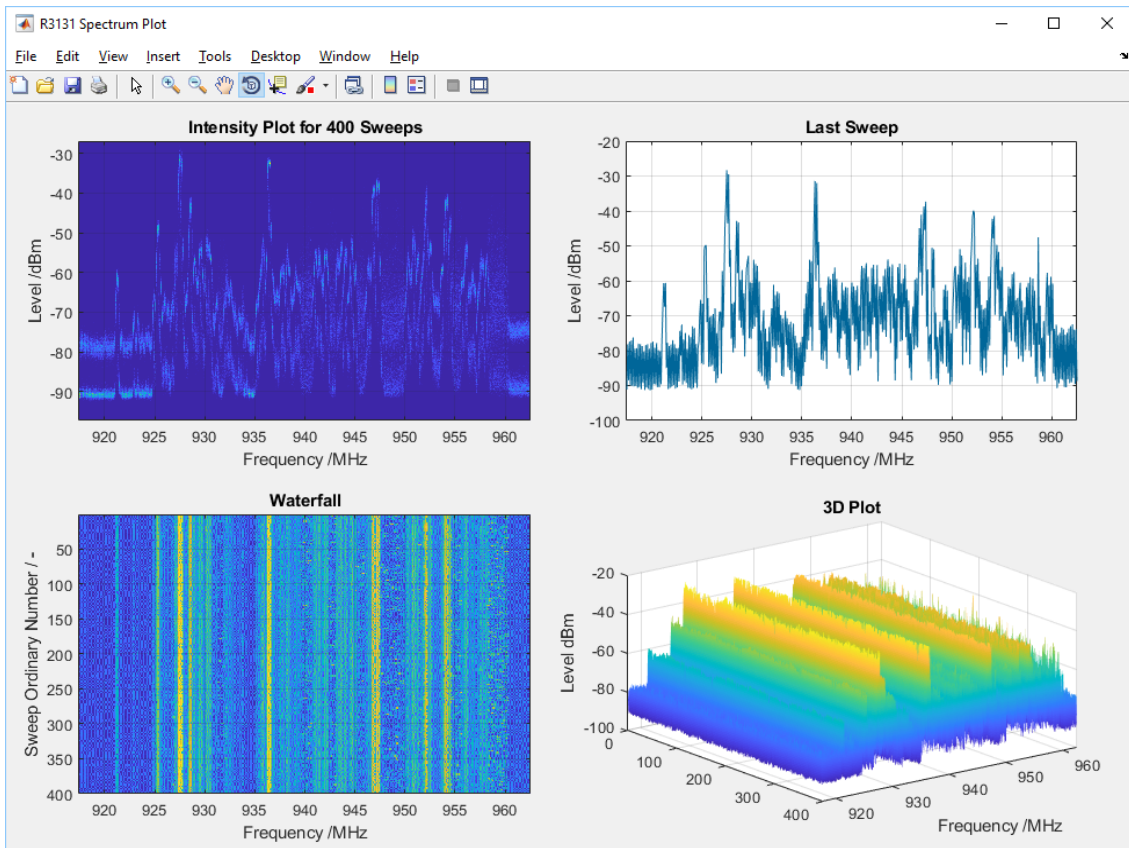 R3131 Spectrum Plot
File Edit View Insert Tools Desktop Window Help
Intensity Plot for 400 Sweeps
-30
-40
-50
-60
-70
-80
-90
Level /dBm
920 925 930 935 940 945 950 955 960
Frequency /MHz
Last Sweep
-20
-30
-40
-50
-60
-70
-80
-90
-100
Level /dBm
920 925 930 935 940 945 950 955 960
Frequency /MHz
Waterfall
50
100
150
200
250
300
350
400
Sweep Ordinary Number / -
920 925 930 935 940 945 950 955 960
Frequency /MHz
3D Plot
-20
-40
-60
-80
-100
Level dBm
0
100
200
300
400
920
930
940
950
960
Frequency /MHz